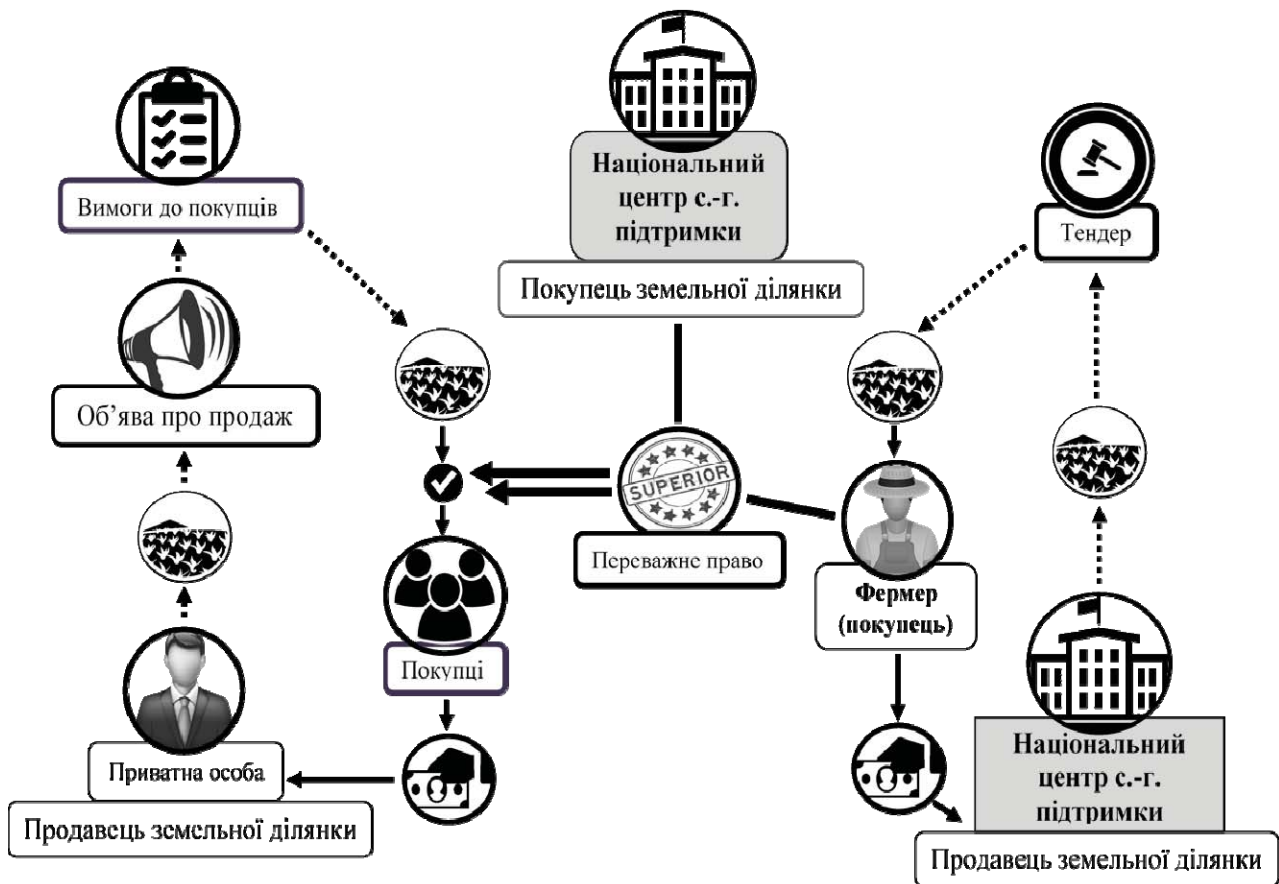 Національний
центр с.-г.
підтримки
Покупець земельної ділянки
Вимоги до покупців
Тендер
Об’ява про продаж
SUPERIOR
Переважне право
Фермер
(покупець)
Покупці
Приватна особа
Продавець земельної ділянки
Національний
центр с.-г.
підтримки
Продавець земельної ділянки